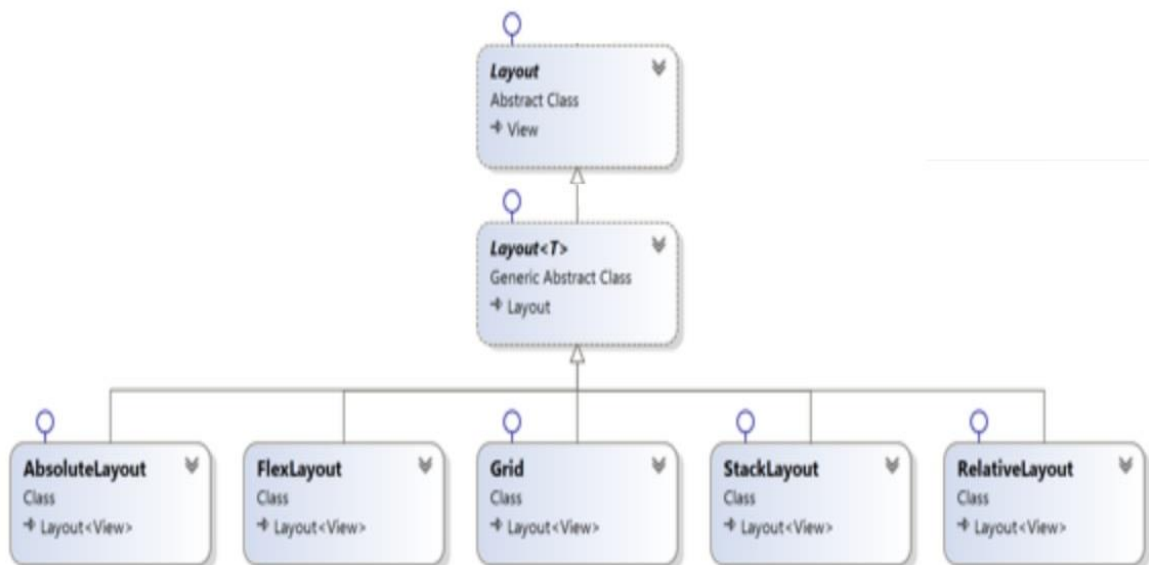 Layout
Abstract Class
View
Layout<T>
Generic Abstract Class
Layout
AbsoluteLayout
Class
Layout<View>
FlexLayout
Class
Layout<View>
Grid
Class
Layout<View>
StackLayout
Class
Layout<View>
RelativeLayout
Class
Layout<View>